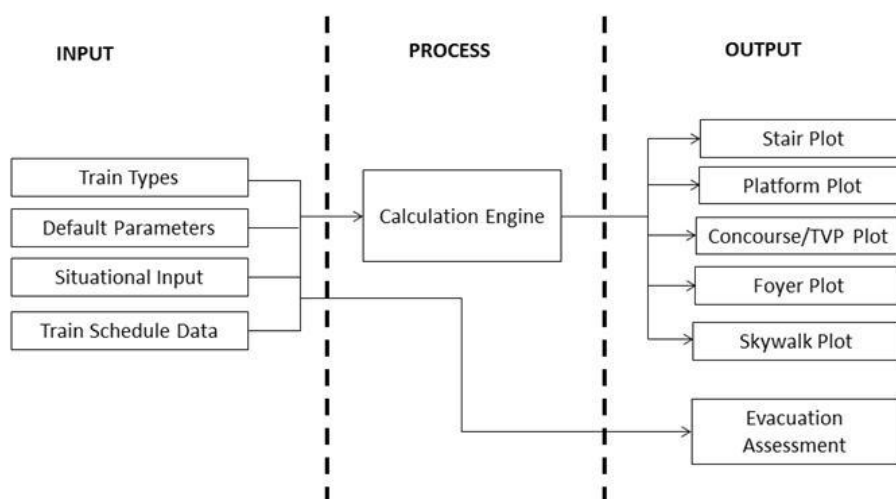 INPUT
PROCESS
OUTPUT
Train Types
Default Parameters
Situational Input
Train Schedule Data
Calculation Engine
Stair Plot
Platform Plot
Concourse/TVP Plot
Foyer Plot
Skywalk Plot
Evacuation
Assessment